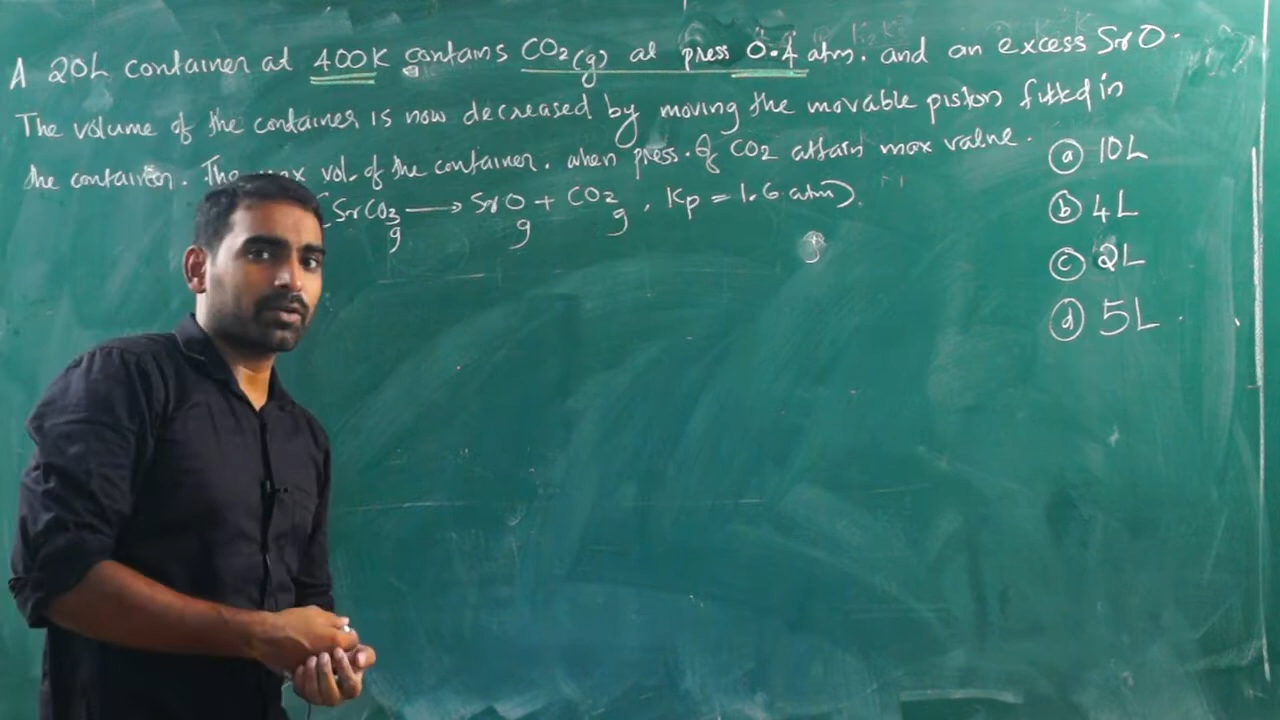 A 20L container at 400K contains CO2(g) at press 0.4 atm. and an excess SrO.
The volume of the container is now decreased by moving the movable piston fitted in
the container. The max vol. of the container. when press. of CO2 attain max value.
[SrCO3 g → SrO g + CO2 g, Kp = 1.6 atm).
ⓐ 10L
ⓑ 4L
ⓒ 2L
ⓓ 5L